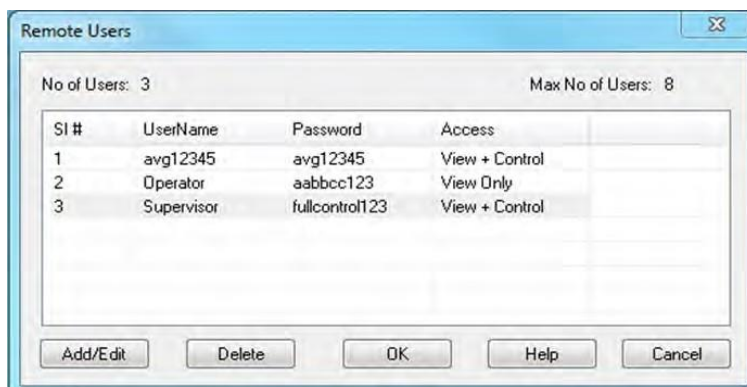 Remote Users
No of Users: 3 Max No of Users: 8
SI # UserName Password Access
1 avg12345 avg12345 View + Control
2 Operator aabbcc123 View Only
3 Supervisor fullcontrol123 View + Control
Add/Edit Delete OK Help Cancel